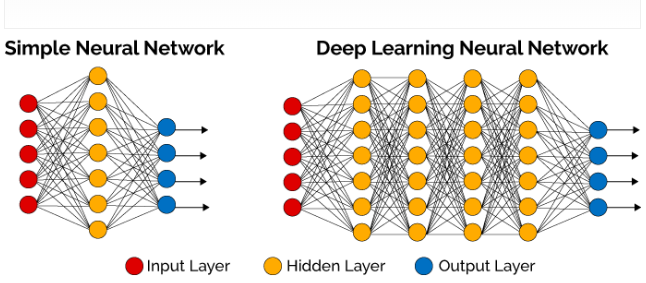 Simple Neural Network
Deep Learning Neural Network
Input Layer
Hidden Layer
Output Layer